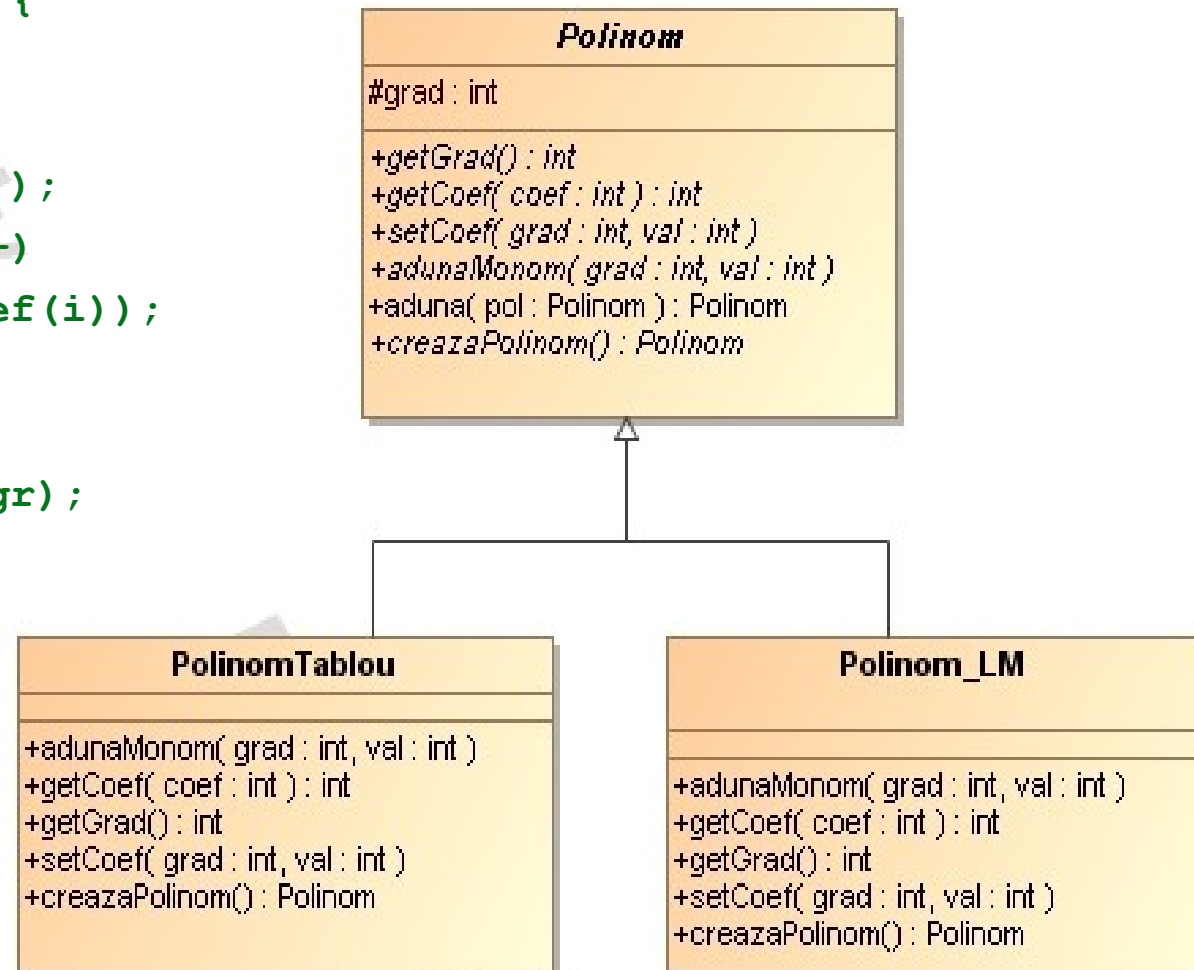 {
);
-)
ef(i));
gr);
Polinom
#grad : int
+getGrad() : int
+getCoef( coef : int ) : int
+setCoef( grad : int, val : int )
+adunaMonom( grad : int, val : int )
+aduna( pol : Polinom ) : Polinom
+creazaPolinom() : Polinom
PolinomTablou
+adunaMonom( grad : int, val : int )
+getCoef( coef : int ) : int
+getGrad() : int
+setCoef( grad : int, val : int )
+creazaPolinom() : Polinom
Polinom_LM
+adunaMonom( grad : int, val : int )
+getCoef( coef : int ) : int
+getGrad() : int
+setCoef( grad : int, val : int )
+creazaPolinom() : Polinom